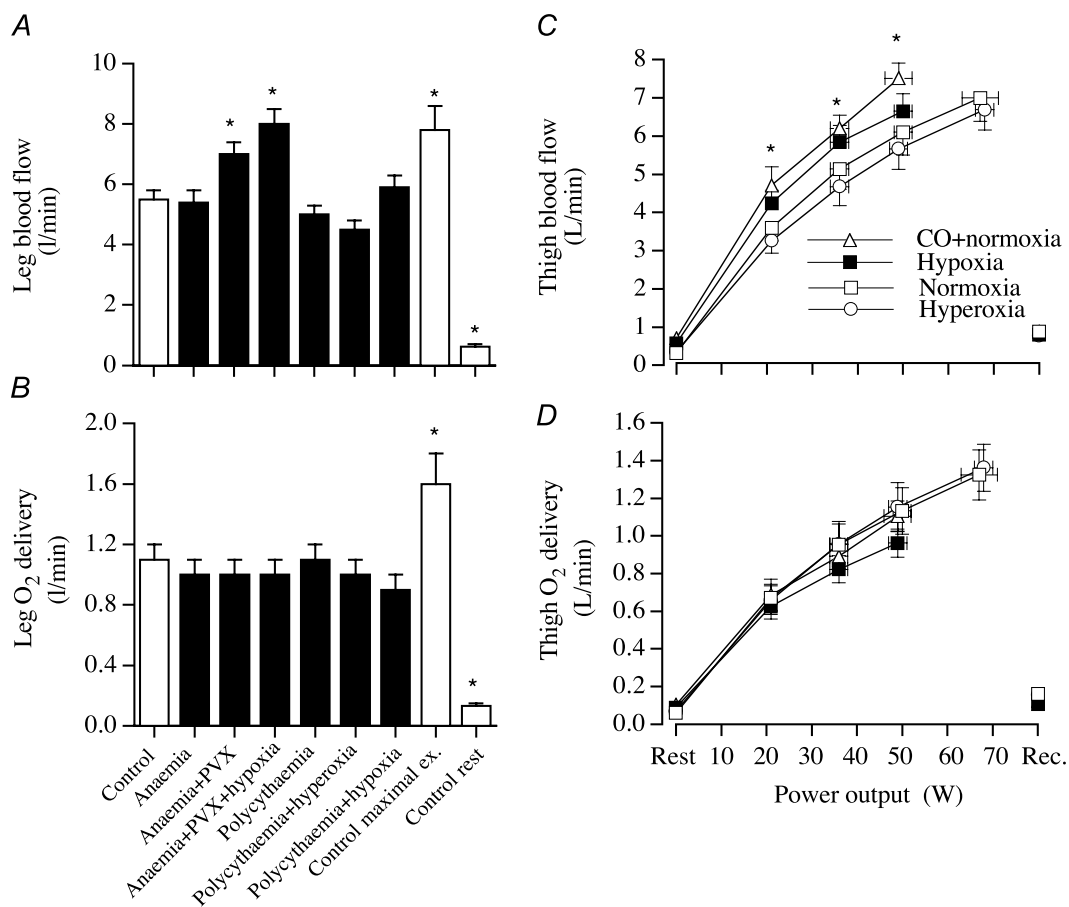 A
10
8
6
4
2
0
Leg blood flow
(l/min)
*
*
*
*
B
2.0
1.6
1.2
0.8
0.4
0.0
Leg O2 delivery
(l/min)
*
*
Control
Anaemia
Anaemia+PVX
Anaemia+PVX+hypoxia
Polycythaemia
Polycythaemia+hyperoxia
Polycythaemia+hypoxia
Control maximal ex.
Control rest
C
8
7
6
5
4
3
2
1
0
Thigh blood flow
(L/min)
*
*
*
CO+normoxia
Hypoxia
Normoxia
Hyperoxia
D
1.6
1.4
1.2
1.0
0.8
0.6
0.4
0.2
0.0
Thigh O2 delivery
(L/min)
Rest 10 20 30 40 50 60 70 Rec.
Power output (W)